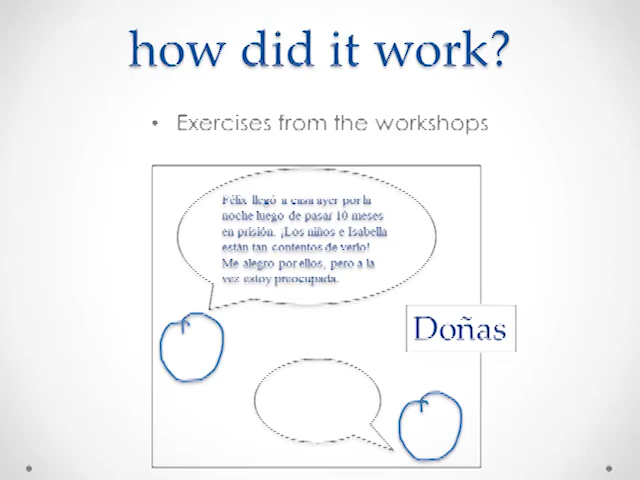 how did it work?
• Exercises from the workshops
Félix llegó a casa ayer por la
noche luego de pasar 10 meses
en prisión. ¡Los niños e Isabella
están tan contentos de verlo!
Me alegro por ellos, pero a la
vez estoy preocupada.
Doñas